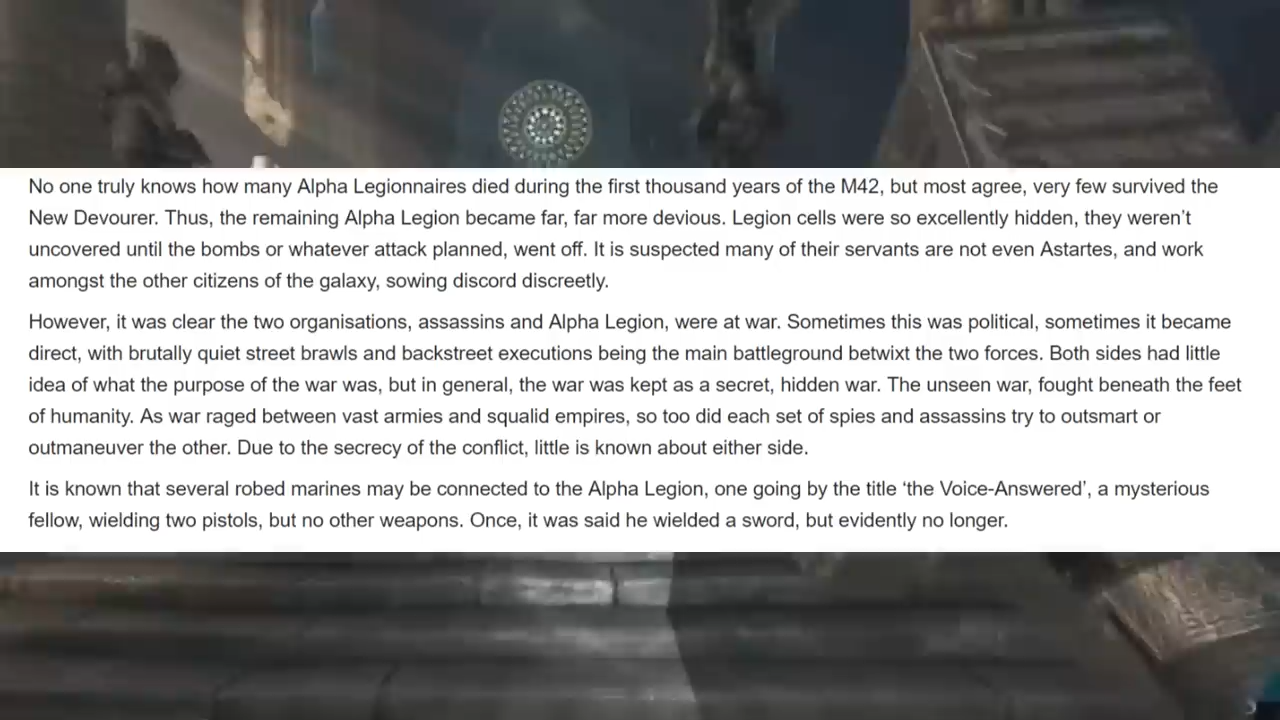 No one truly knows how many Alpha Legionnaires died during the first thousand years of the M42, but most agree, very few survived the
New Devourer. Thus, the remaining Alpha Legion became far, far more devious. Legion cells were so excellently hidden, they weren’t
uncovered until the bombs or whatever attack planned, went off. It is suspected many of their servants are not even Astartes, and work
amongst the other citizens of the galaxy, sowing discord discreetly.
However, it was clear the two organisations, assassins and Alpha Legion, were at war. Sometimes this was political, sometimes it became
direct, with brutally quiet street brawls and backstreet executions being the main battleground betwixt the two forces. Both sides had little
idea of what the purpose of the war was, but in general, the war was kept as a secret, hidden war. The unseen war, fought beneath the feet
of humanity. As war raged between vast armies and squalid empires, so too did each set of spies and assassins try to outsmart or
outmaneuver the other. Due to the secrecy of the conflict, little is known about either side.
It is known that several robed marines may be connected to the Alpha Legion, one going by the title ‘the Voice-Answered’, a mysterious
fellow, wielding two pistols, but no other weapons. Once, it was said he wielded a sword, but evidently no longer.